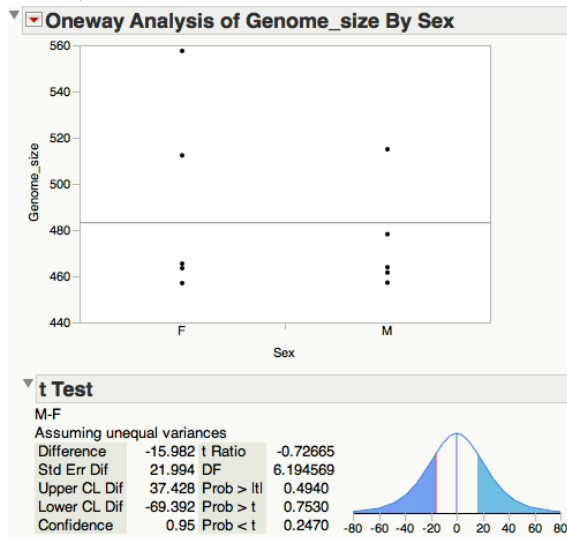 Oneway Analysis of Genome_size By Sex
560
540
520
500
480
460
440
Genome_size
F M
Sex
t Test
M-F
Assuming unequal variances
Difference -15.982 t Ratio -0.72665
Std Err Dif 21.994 DF 6.194569
Upper CL Dif 37.428 Prob > |t| 0.4940
Lower CL Dif -69.392 Prob > t 0.7530
Confidence 0.95 Prob < t 0.2470
-80 -60 -40 -20 0 20 40 60 80